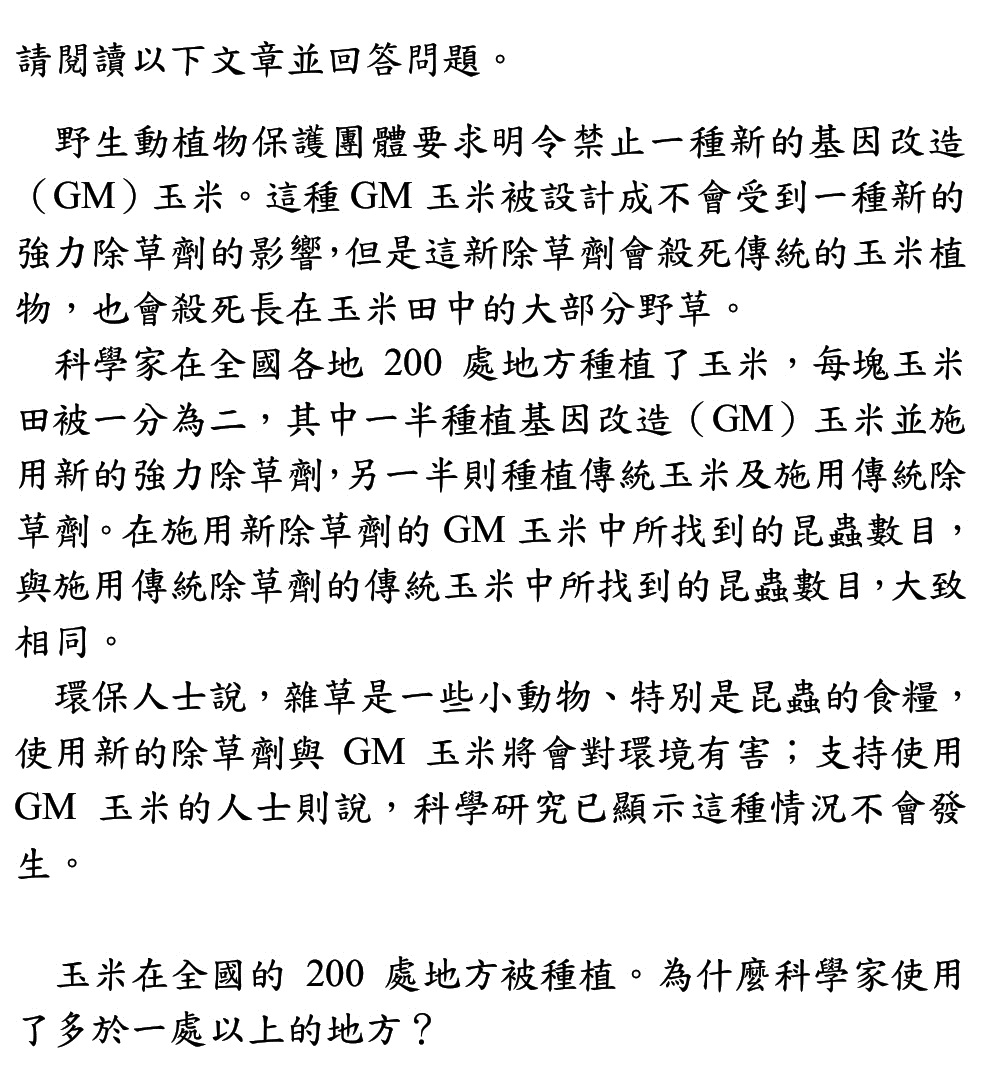 請閱讀以下文章並回答問題。
野生動植物保護團體要求明令禁止一種新的基因改造
（GM）玉米。這種 GM 玉米被設計成不會受到一種新的
強力除草劑的影響，但是這新除草劑會殺死傳統的玉米植
物，也會殺死長在玉米田中的大部分野草。
科學家在全國各地 200 處地方種植了玉米，每塊玉米
田被一分為二，其中一半種植基因改造（GM）玉米並施
用新的強力除草劑，另一半則種植傳統玉米及施用傳統除
草劑。在施用新除草劑的 GM 玉米中所找到的昆蟲數目，
與施用傳統除草劑的傳統玉米中所找到的昆蟲數目，大致
相同。
環保人士說，雜草是一些小動物、特別是昆蟲的食糧，
使用新的除草劑與 GM 玉米將會對環境有害；支持使用
GM 玉米的人士則說，科學研究已顯示這種情況不會發
生。
玉米在全國的 200 處地方被種植。為什麼科學家使用
了多於一處以上的地方？